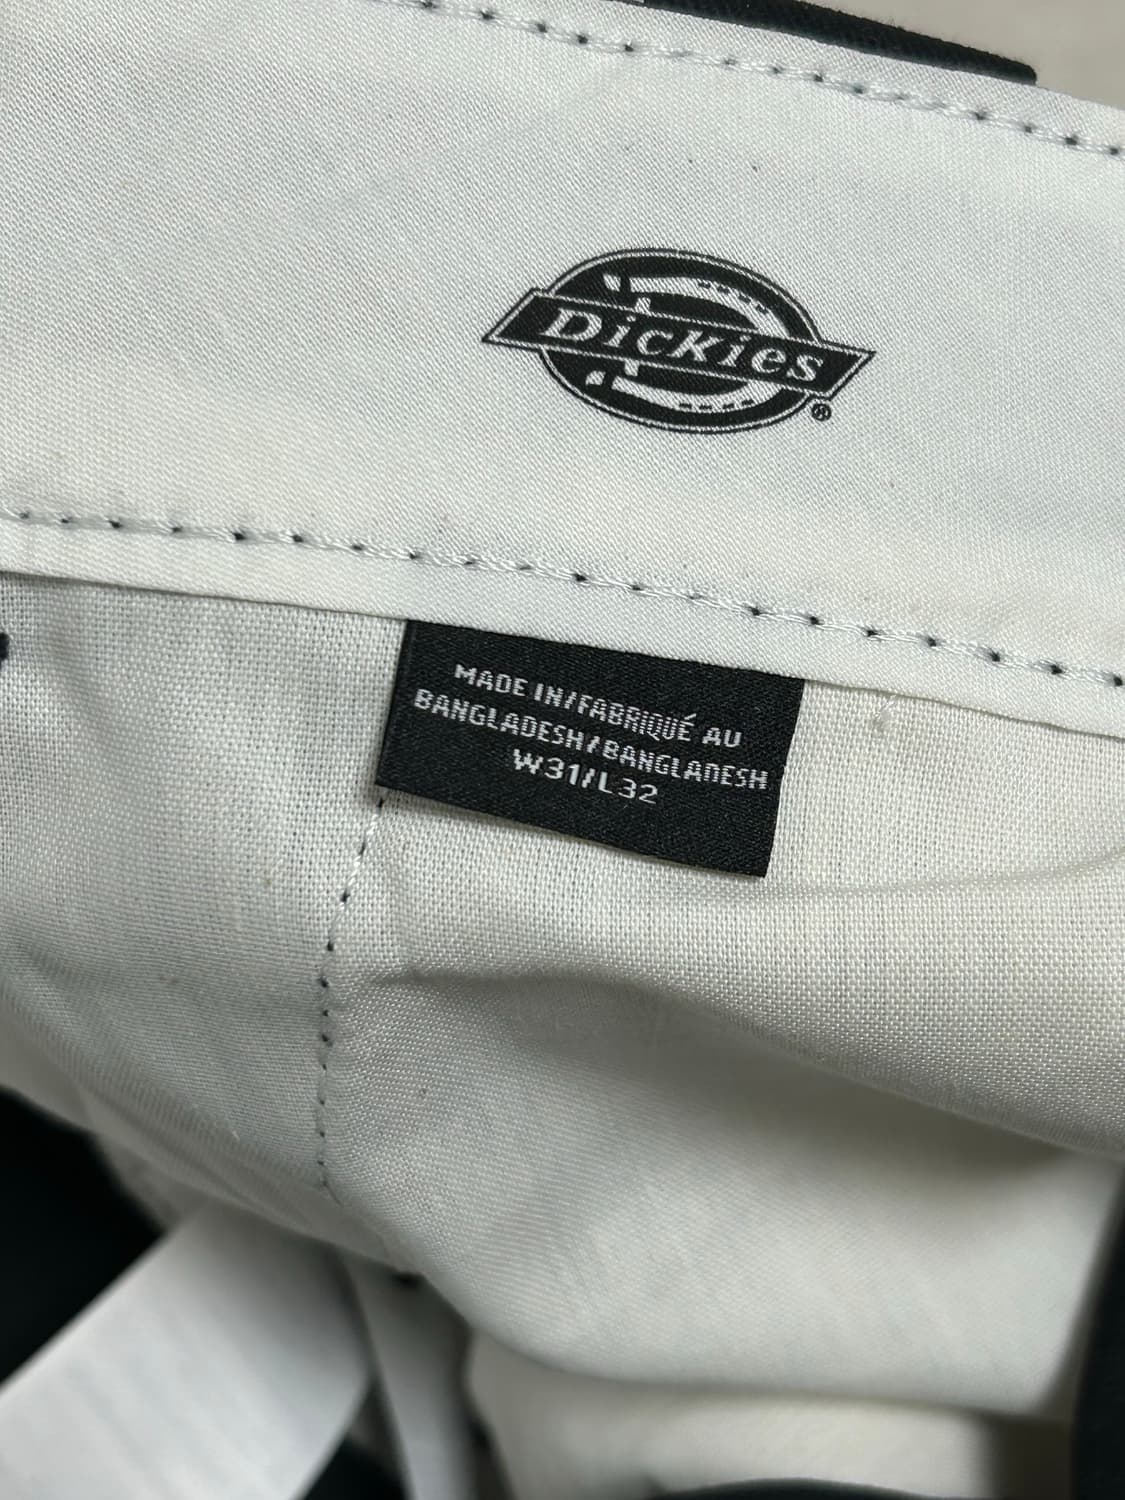 Dickies®
MADE IN/FABRIQUÉ AU
BANGLADESH/BANGLADESH
W31/L32